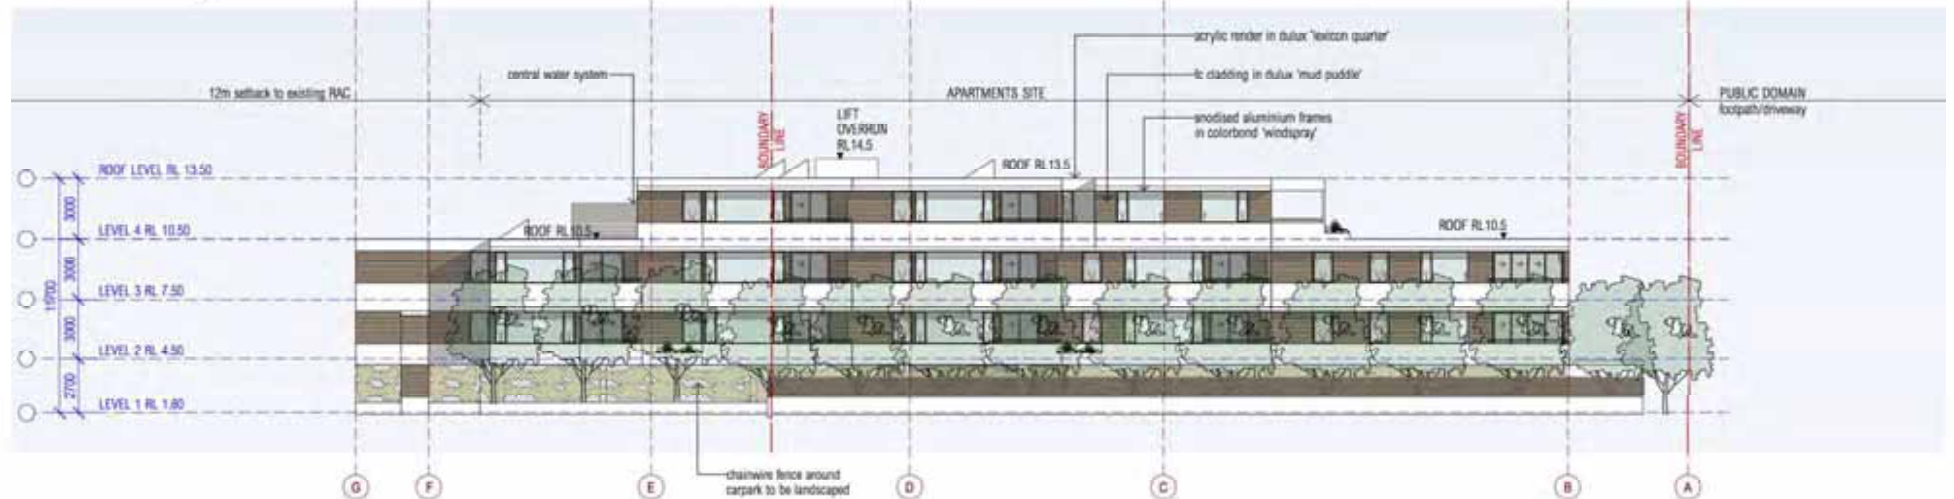 acrylic render in dulux 'lexicon quarter'
central water system
fc cladding in dulux 'mud puddle'
12m setback to existing RAC
APARTMENTS SITE
PUBLIC DOMAIN
footpath/driveway
LIFT
OVERRUN
RL14.5
anodised aluminium frames
in colorbond 'windspray'
BOUNDARY
LINE
BOUNDARY
LINE
ROOF LEVEL RL 13.50
ROOF RL13.5
3000
LEVEL 4 RL 10.50
ROOF RL10.5
ROOF RL10.5
3000
LEVEL 3 RL 7.50
11700
3000
LEVEL 2 RL 4.50
2700
LEVEL 1 RL 1.80
chainwire fence around
carpark to be landscaped
G
F
E
D
C
B
A